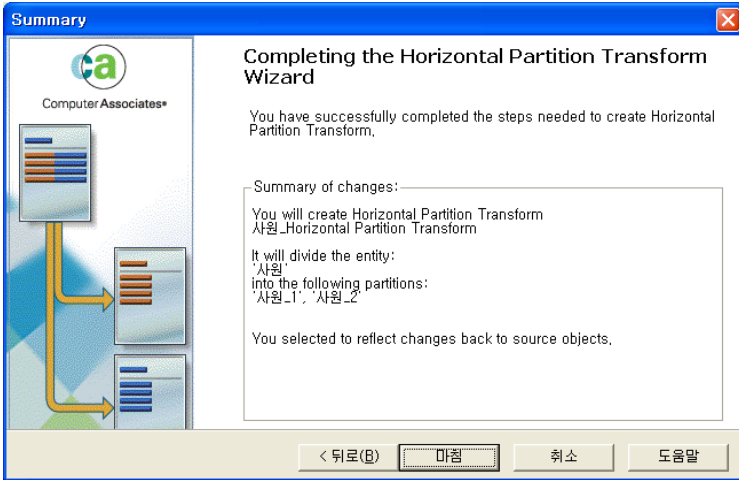 Summary
ca
Computer Associates®
Completing the Horizontal Partition Transform
Wizard
You have successfully completed the steps needed to create Horizontal
Partition Transform,
Summary of changes:
You will create Horizontal Partition Transform
사원_Horizontal Partition Transform
It will divide the entity:
'사원'
into the following partitions:
'사원_1', '사원_2'
You selected to reflect changes back to source objects,
< 뒤로(B)
마침
취소
도움말